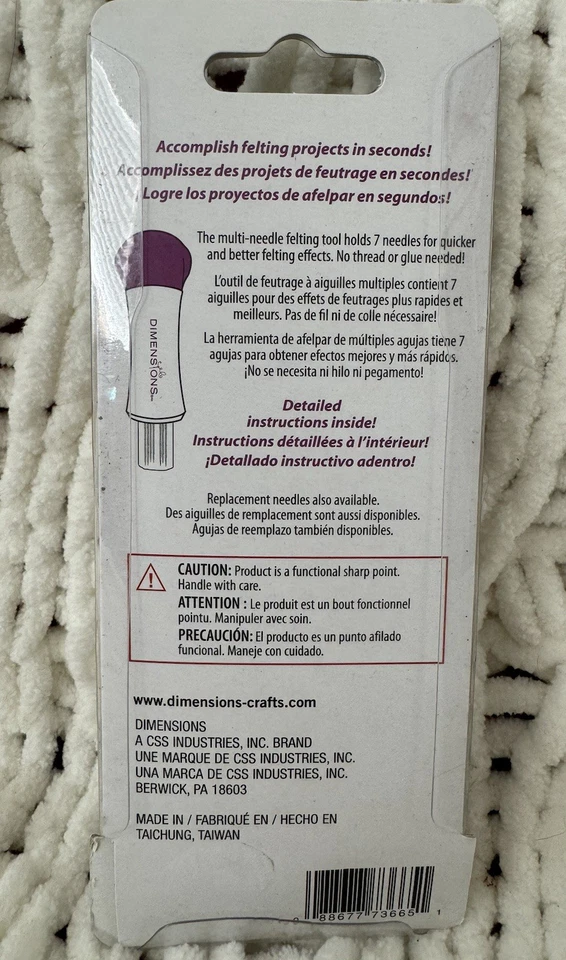 Accomplish felting projects in seconds!
Accomplissez des projets de feutrage en secondes!
¡Logre los proyectos de afelpar en segundos!
The multi-needle felting tool holds 7 needles for quicker
and better felting effects. No thread or glue needed!
L'outil de feutrage à aiguilles multiples contient 7
aiguilles pour des effets de feutrages plus rapides et
meilleurs. Pas de fil ni de colle nécessaire!
La herramienta de afelpar de múltiples agujas tiene 7
agujas para obtener efectos mejores y más rápidos.
¡No se necesita ni hilo ni pegamento!
DIMENSIONS
Detailed
instructions inside!
Instructions détaillées à l'intérieur!
¡Detallado instructivo adentro!
Replacement needles also available.
Des aiguilles de remplacement sont aussi disponibles.
Agujas de reemplazo también disponibles.
CAUTION: Product is a functional sharp point.
Handle with care.
ATTENTION : Le produit est un bout fonctionnel
pointu. Manipuler avec soin.
PRECAUCIÓN: El producto es un punto afilado
funcional. Maneje con cuidado.
www.dimensions-crafts.com
DIMENSIONS
A CSS INDUSTRIES, INC. BRAND
UNE MARQUE DE CSS INDUSTRIES, INC.
UNA MARCA DE CSS INDUSTRIES, INC.
BERWICK, PA 18603
MADE IN / FABRIQUÉ EN / HECHO EN
TAICHUNG, TAIWAN
88677 73665 1